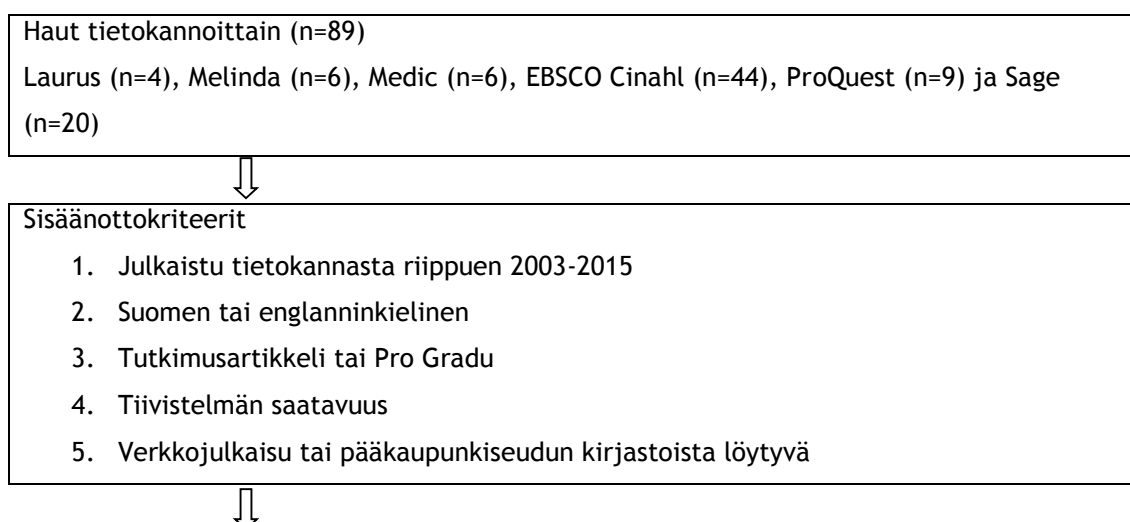 Haut tietokannoittain (n=89)
Laurus (n=4), Melinda (n=6), Medic (n=6), EBSCO Cinahl (n=44), ProQuest (n=9) ja Sage
(n=20)
Sisäänottokriteerit
1. Julkaistu tietokannasta riippuen 2003-2015
2. Suomen tai englanninkielinen
3. Tutkimusartikkeli tai Pro Gradu
4. Tiivistelmän saatavuus
5. Verkkojulkaisu tai pääkaupunkiseudun kirjastoista löytyvä